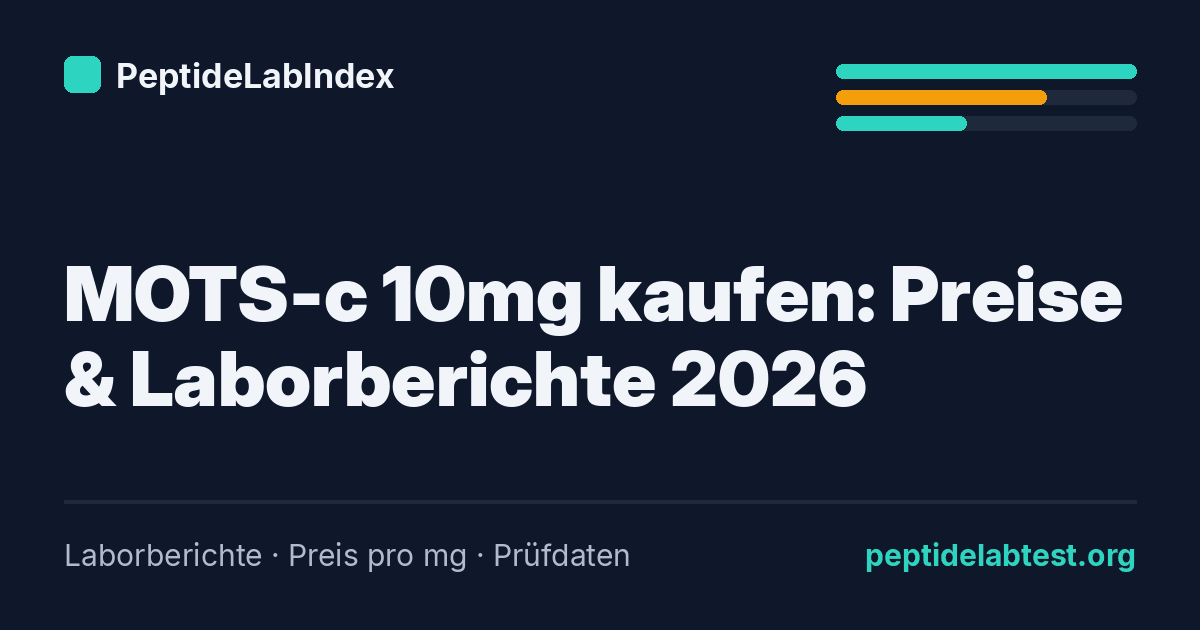 PeptideLabIndex
MOTS-c 10mg kaufen: Preise
& Laborberichte 2026
Laborberichte · Preis pro mg · Prüfdaten
peptidelabtest.org